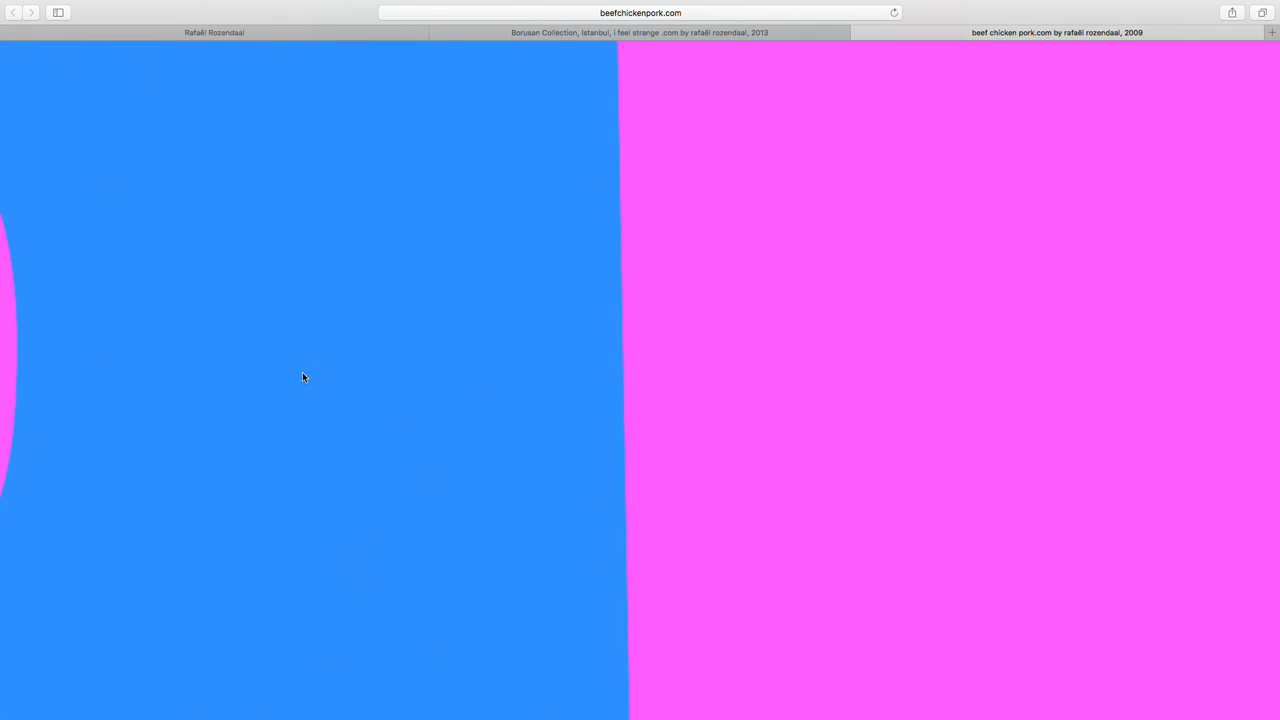 beefchickenpork.com
Rafaël Rozendaal
Borusan Collection, Istanbul, i feel strange .com by rafaël rozendaal, 2013
beef chicken pork.com by rafaël rozendaal, 2009